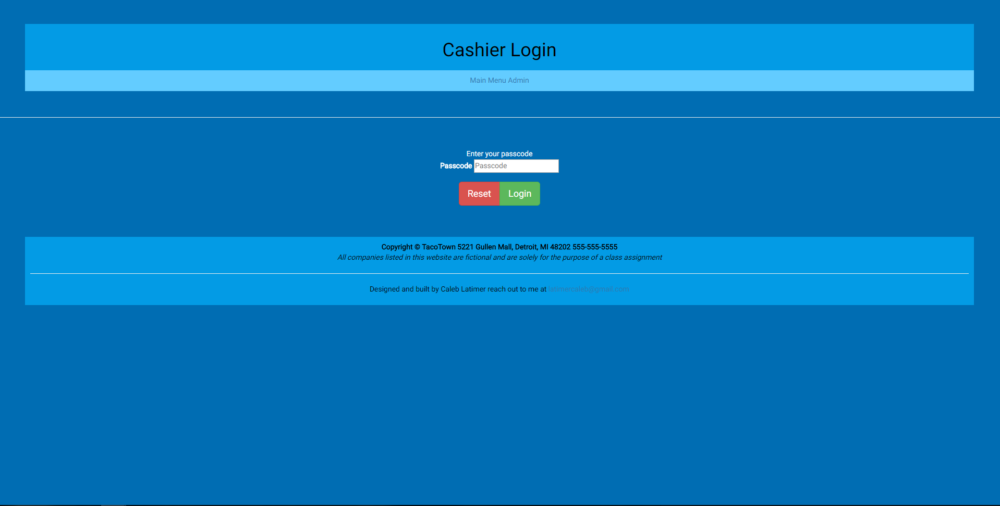 Cashier Login
Main Menu Admin
Enter your passcode
Passcode Passcode
Reset Login
Copyright © TacoTown 5221 Gullen Mall, Detroit, MI 48202 555-555-5555
All companies listed in this website are fictional and are solely for the purpose of a class assignment
Designed and built by Caleb Latimer reach out to me at latimercaleb@gmail.com